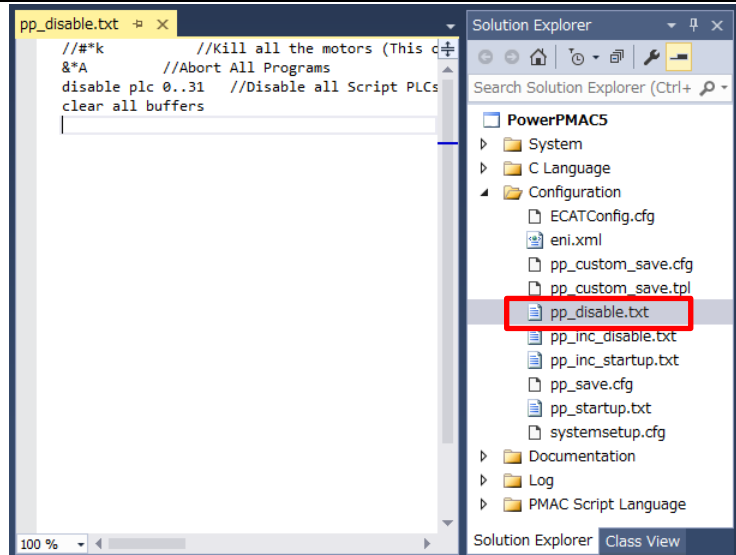 pp_disable.txt
//#*k //Kill all the motors (This
&*A //Abort All Programs
disable plc 0..31 //Disable all Script PLCs
clear all buffers
100 %
Solution Explorer
Search Solution Explorer (Ctrl+
PowerPMAC5
System
C Language
Configuration
ECATConfig.cfg
eni.xml
pp_custom_save.cfg
pp_custom_save.tpl
pp_disable.txt
pp_inc_disable.txt
pp_inc_startup.txt
pp_save.cfg
pp_startup.txt
systemsetup.cfg
Documentation
Log
PMAC Script Language
Solution Explorer Class View